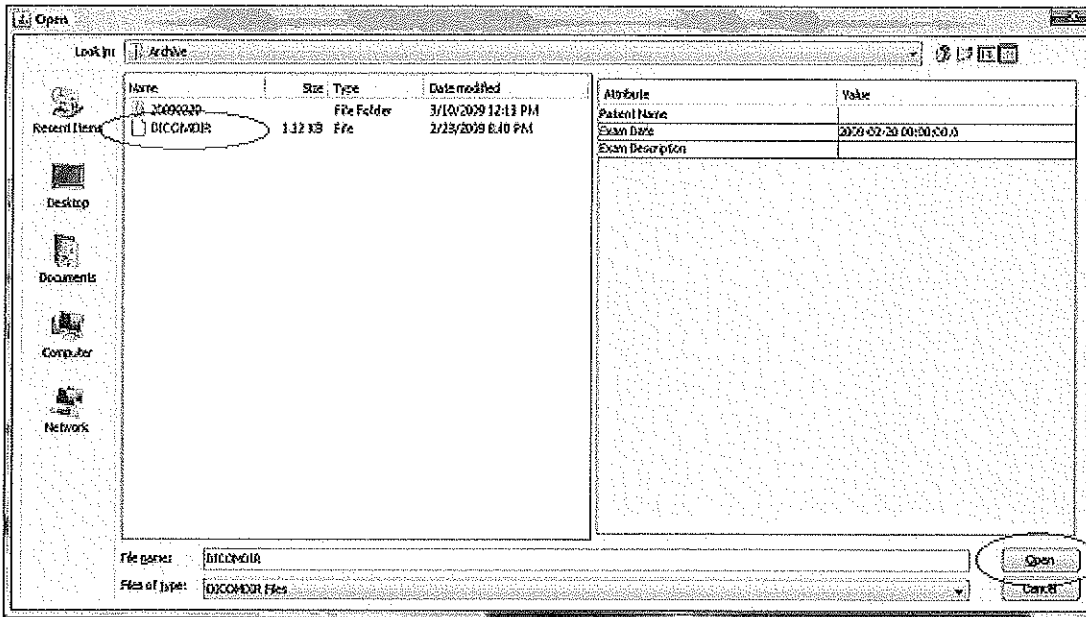 Open
Look in: Archive
Name Size Type Date modified
20090220 File Folder 3/10/2009 12:13 PM
DICOMDIR 1.12 KB File 2/23/2009 6:40 PM
Attribute Value
Patient Name
Exam Date 2009-02-20 00:00:00.0
Exam Description
Recent Items
Desktop
Documents
Computer
Network
File name: DICOMDIR
Open
Files of type: DICOMDIR Files
Cancel